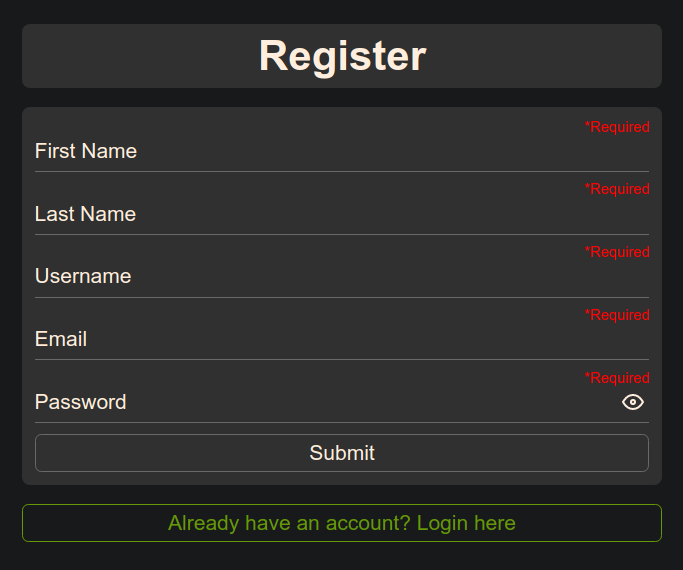 Register
*Required
First Name
*Required
Last Name
*Required
Username
*Required
Email
*Required
Password
Submit
Already have an account? Login here